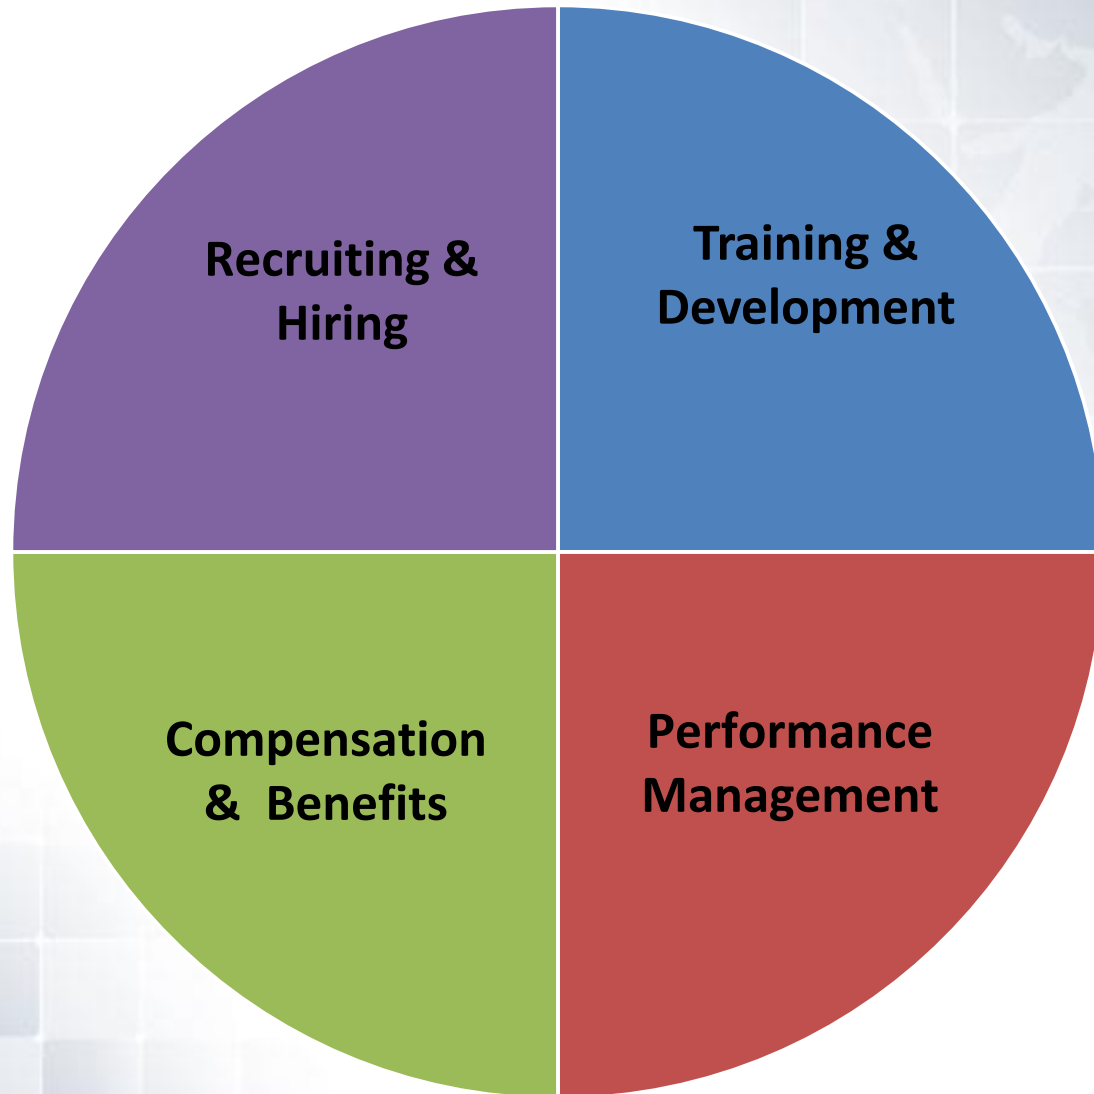 Recruiting &
Hiring
Training &
Development
Compensation
&  Benefits
Performance
Management